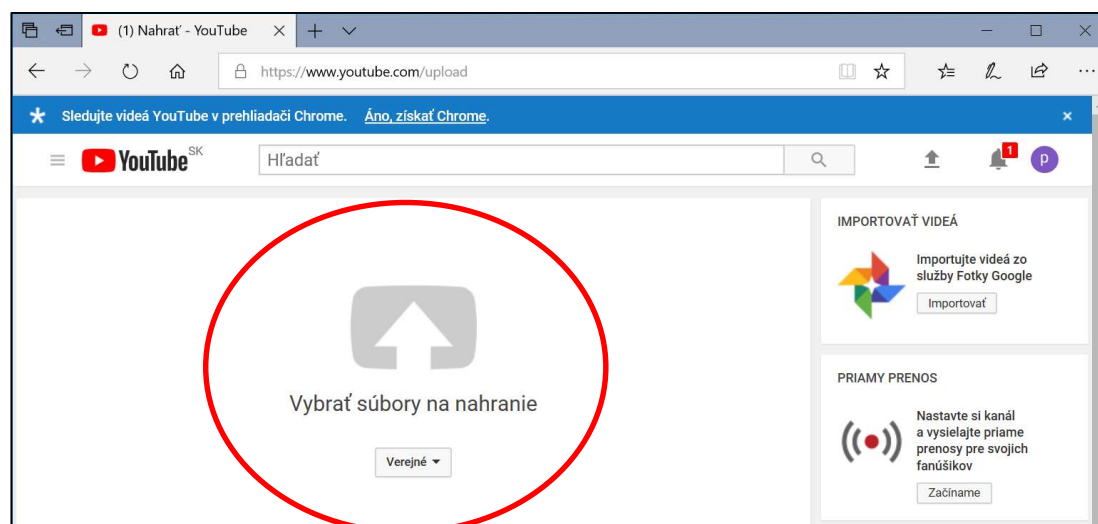 (1) Nahrať - YouTube
https://www.youtube.com/upload
Sledujte videá YouTube v prehliadači Chrome. Áno, získať Chrome.
YouTube SK
Hľadať
1
p
Vybrať súbory na nahranie
Verejné
IMPORTOVAŤ VIDEÁ
Importujte videá zo
služby Fotky Google
Importovať
PRIAMY PRENOS
Nastavte si kanál
a vysielajte priame
prenosy pre svojich
fanúšikov
Začíname